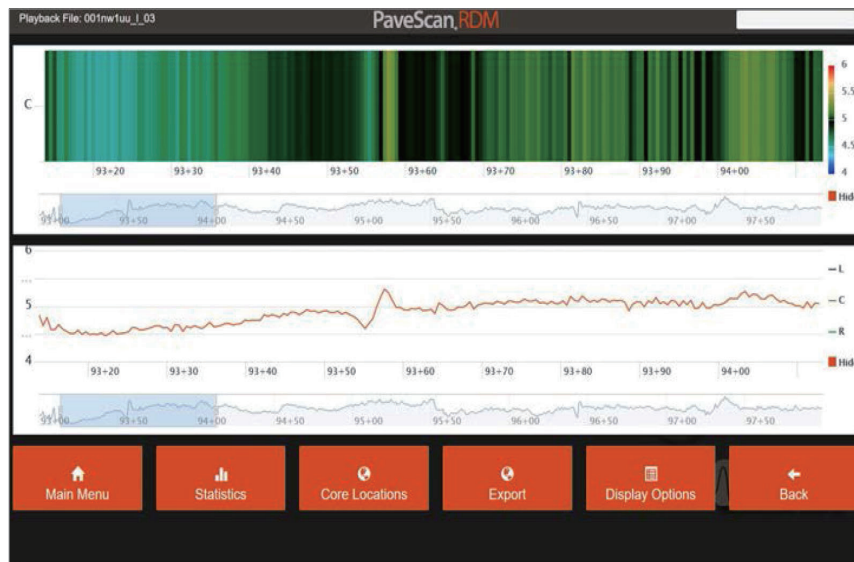 Playback File: 001nw1uu_l_03
PaveScan.RDM
6
5.5
5
4.5
4
C
93+20 93+30 93+40 93+50 93+60 93+70 93+80 93+90 94+00
93+00 93+50 94+00 94+50 95+00 95+50 96+00 96+50 97+00 97+50
Hide
6
...
5
...
4
L
C
R
93+20 93+30 93+40 93+50 93+60 93+70 93+80 93+90 94+00
Hide
93+00 93+50 94+00 94+50 95+00 95+50 96+00 96+50 97+00 97+50
Main Menu
Statistics
Core Locations
Export
Display Options
Back